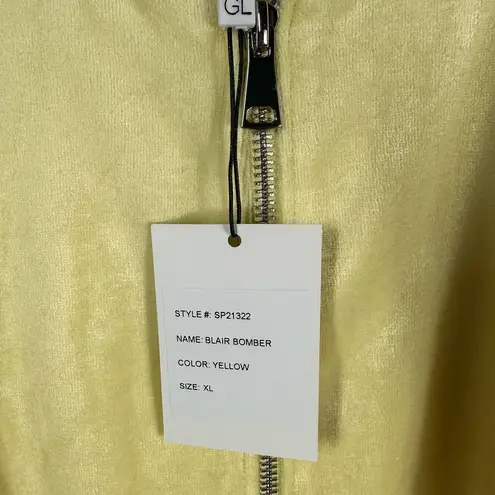 GL
STYLE #: SP21322
NAME: BLAIR BOMBER
COLOR: YELLOW
SIZE: XL